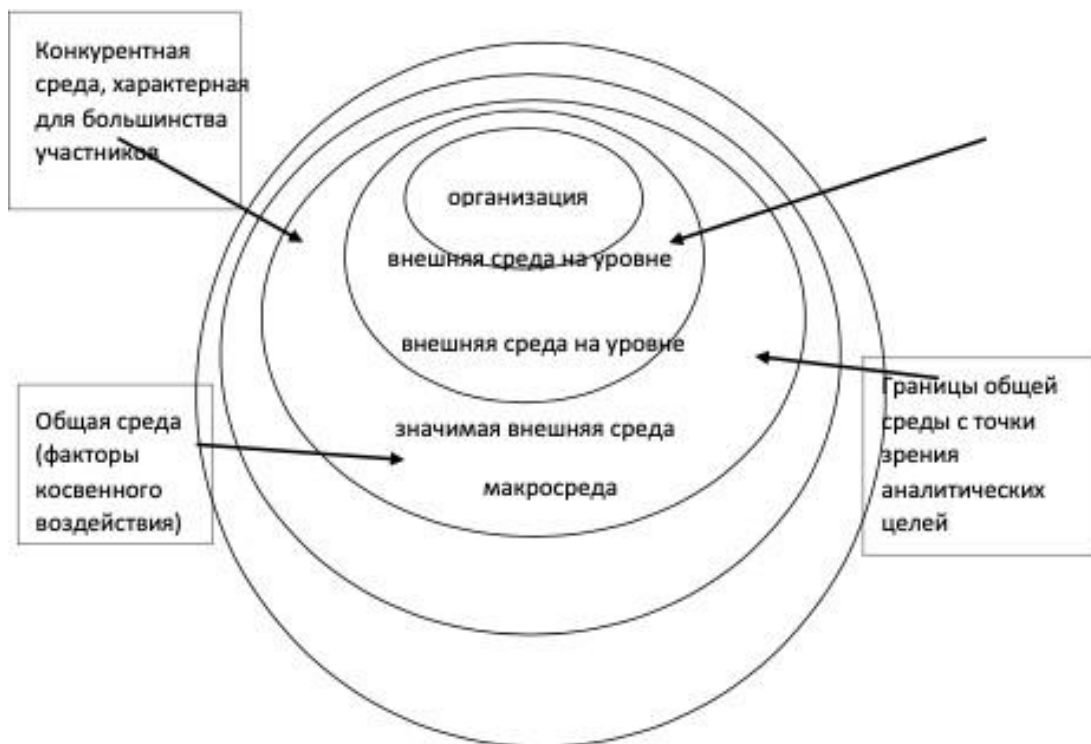 Конкурентная
среда, характерная
для большинства
участников
организация
внешняя среда на уровне
внешняя среда на уровне
значимая внешняя среда
макросреда
Общая среда
(факторы
косвенного
воздействия)
Границы общей
среды с точки
зрения
аналитических
целей